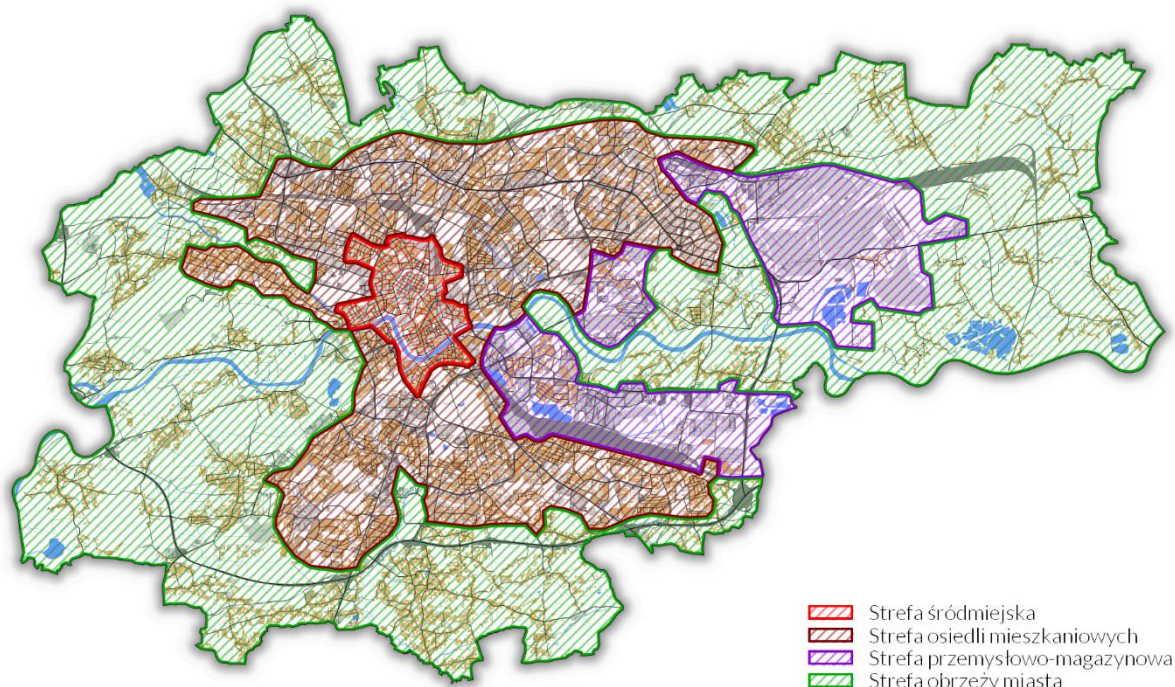 Strefa śródmiejska
Strefa osiedli mieszkaniowych
Strefa przemysłowo-magazynowa
Strefa obrzeży miasta